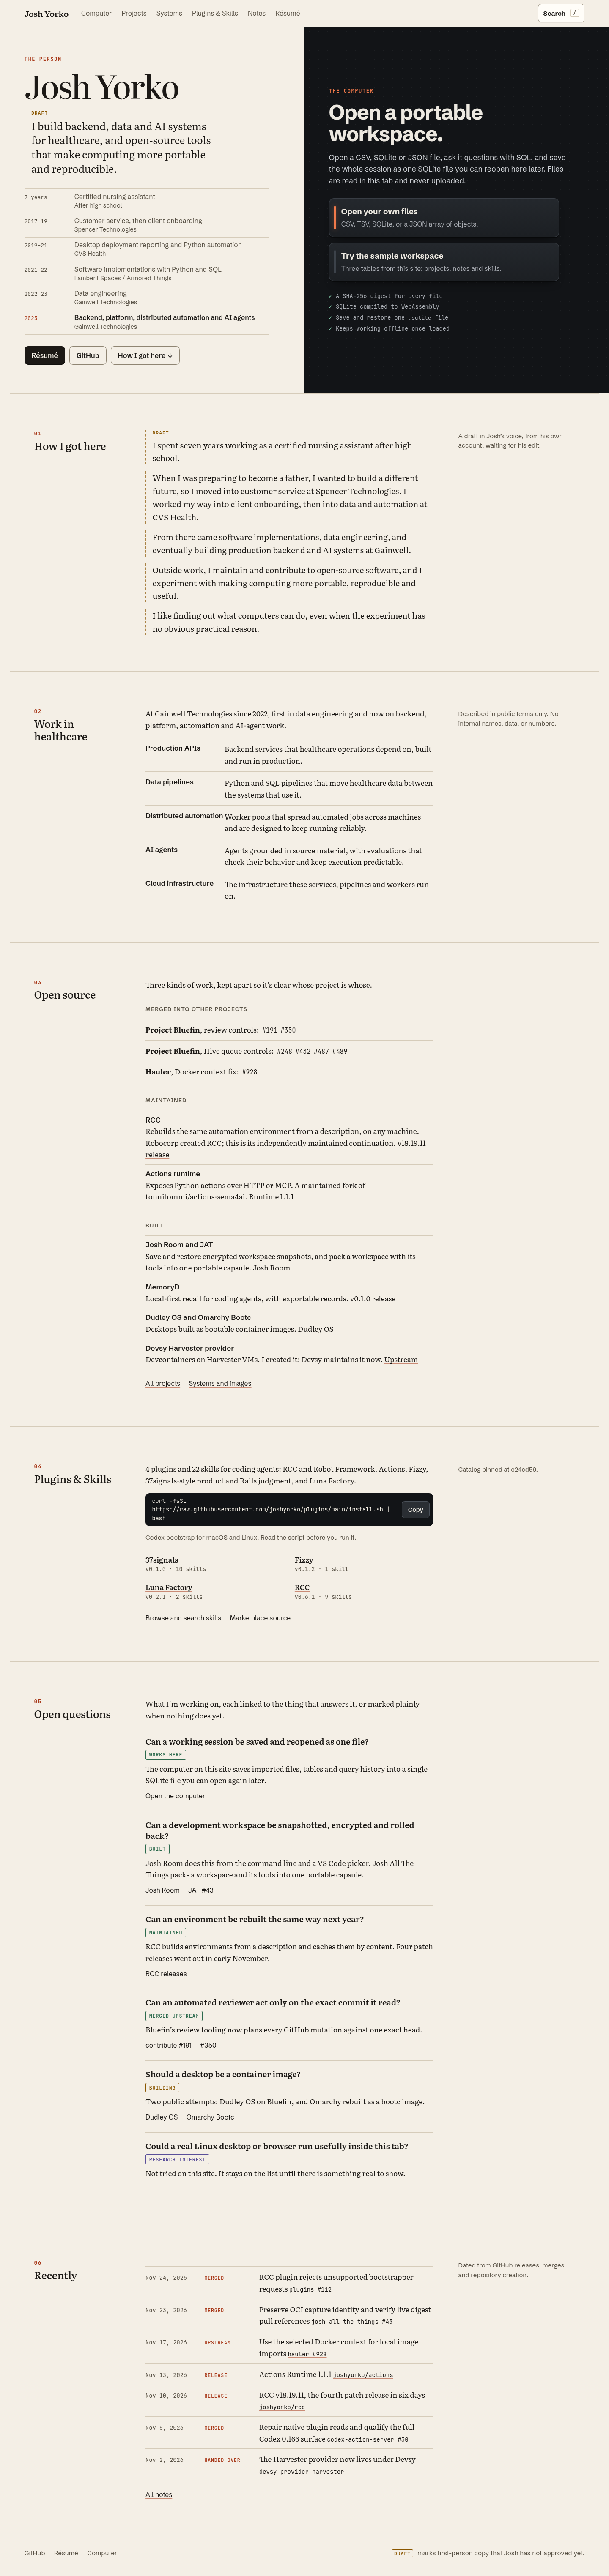 Josh Yorko Computer Projects Systems Plugins & Skills Notes Résumé Search /
THE PERSON
Josh Yorko
DRAFT
I build backend, data and AI systems
for healthcare, and open-source tools
that make computing more portable
and reproducible.
7 years Certified nursing assistant
After high school
2017–19 Customer service, then client onboarding
Spencer Technologies
2019–21 Desktop deployment reporting and Python automation
CVS Health
2021–22 Software implementations with Python and SQL
Lambent Spaces / Armored Things
2022–23 Data engineering
Gainwell Technologies
2023– Backend, platform, distributed automation and AI agents
Gainwell Technologies
Résumé GitHub How I got here ↓
THE COMPUTER
Open a portable
workspace.
Open a CSV, SQLite or JSON file, ask it questions with SQL, and save
the whole session as one SQLite file you can reopen here later. Files
are read in this tab and never uploaded.
Open your own files
CSV, TSV, SQLite, or a JSON array of objects.
Try the sample workspace
Three tables from this site: projects, notes and skills.
✓ A SHA-256 digest for every file
✓ SQLite compiled to WebAssembly
✓ Save and restore one .sqlite file
✓ Keeps working offline once loaded
01
How I got here
DRAFT
I spent seven years working as a certified nursing assistant after high
school.
When I was preparing to become a father, I wanted to build a different
future, so I moved into customer service at Spencer Technologies. I
worked my way into client onboarding, then into data and automation at
CVS Health.
From there came software implementations, data engineering, and
eventually building production backend and AI systems at Gainwell.
Outside work, I maintain and contribute to open-source software, and I
experiment with making computing more portable, reproducible and
useful.
I like finding out what computers can do, even when the experiment has
no obvious practical reason.
A draft in Josh's voice, from his own
account, waiting for his edit.
02
Work in
healthcare
At Gainwell Technologies since 2022, first in data engineering and now on backend,
platform, automation and AI-agent work.
Production APIs Backend services that healthcare operations depend on, built
and run in production.
Data pipelines Python and SQL pipelines that move healthcare data between
the systems that use it.
Distributed automation Worker pools that spread automated jobs across machines
and are designed to keep running reliably.
AI agents Agents grounded in source material, with evaluations that
check their behavior and keep execution predictable.
Cloud infrastructure The infrastructure these services, pipelines and workers run
on.
Described in public terms only. No
internal names, data, or numbers.
03
Open source
Three kinds of work, kept apart so it's clear whose project is whose.
MERGED INTO OTHER PROJECTS
Project Bluefin, review controls: #191 #350
Project Bluefin, Hive queue controls: #248 #432 #487 #489
Hauler, Docker context fix: #928
MAINTAINED
RCC
Rebuilds the same automation environment from a description, on any machine.
Robocorp created RCC; this is its independently maintained continuation. v18.19.11
release
Actions runtime
Exposes Python actions over HTTP or MCP. A maintained fork of
tonnitommi/actions-sema4ai. Runtime 1.1.1
BUILT
Josh Room and JAT
Save and restore encrypted workspace snapshots, and pack a workspace with its
tools into one portable capsule. Josh Room
MemoryD
Local-first recall for coding agents, with exportable records. v0.1.0 release
Dudley OS and Omarchy Bootc
Desktops built as bootable container images. Dudley OS
Devsy Harvester provider
Devcontainers on Harvester VMs. I created it; Devsy maintains it now. Upstream
All projects Systems and images
04
Plugins & Skills
4 plugins and 22 skills for coding agents: RCC and Robot Framework, Actions, Fizzy,
37signals-style product and Rails judgment, and Luna Factory.
curl -fsSL
https://raw.githubusercontent.com/joshyorko/plugins/main/install.sh |
bash
Copy
Codex bootstrap for macOS and Linux. Read the script before you run it.
37signals
v0.1.0 · 10 skills
Fizzy
v0.1.2 · 1 skill
Luna Factory
v0.2.1 · 2 skills
RCC
v0.6.1 · 9 skills
Browse and search skills Marketplace source
Catalog pinned at e24cd59.
05
Open questions
What I'm working on, each linked to the thing that answers it, or marked plainly
when nothing does yet.
Can a working session be saved and reopened as one file?
WORKS HERE
The computer on this site saves imported files, tables and query history into a single
SQLite file you can open again later.
Open the computer
Can a development workspace be snapshotted, encrypted and rolled
back?
BUILT
Josh Room does this from the command line and a VS Code picker. Josh All The
Things packs a workspace and its tools into one portable capsule.
Josh Room JAT #43
Can an environment be rebuilt the same way next year?
MAINTAINED
RCC builds environments from a description and caches them by content. Four patch
releases went out in early November.
RCC releases
Can an automated reviewer act only on the exact commit it read?
MERGED UPSTREAM
Bluefin's review tooling now plans every GitHub mutation against one exact head.
contribute #191 #350
Should a desktop be a container image?
BUILDING
Two public attempts: Dudley OS on Bluefin, and Omarchy rebuilt as a bootc image.
Dudley OS Omarchy Bootc
Could a real Linux desktop or browser run usefully inside this tab?
RESEARCH INTEREST
Not tried on this site. It stays on the list until there is something real to show.
06
Recently
Nov 24, 2026 MERGED RCC plugin rejects unsupported bootstrapper
requests plugins #112
Nov 23, 2026 MERGED Preserve OCI capture identity and verify live digest
pull references josh-all-the-things #43
Nov 17, 2026 UPSTREAM Use the selected Docker context for local image
imports hauler #928
Nov 13, 2026 RELEASE Actions Runtime 1.1.1 joshyorko/actions
Nov 10, 2026 RELEASE RCC v18.19.11, the fourth patch release in six days
joshyorko/rcc
Nov 5, 2026 MERGED Repair native plugin reads and qualify the full
Codex 0.166 surface codex-action-server #30
Nov 2, 2026 HANDED OVER The Harvester provider now lives under Devsy
devsy-provider-harvester
All notes
Dated from GitHub releases, merges
and repository creation.
GitHub Résumé Computer
DRAFT marks first-person copy that Josh has not approved yet.